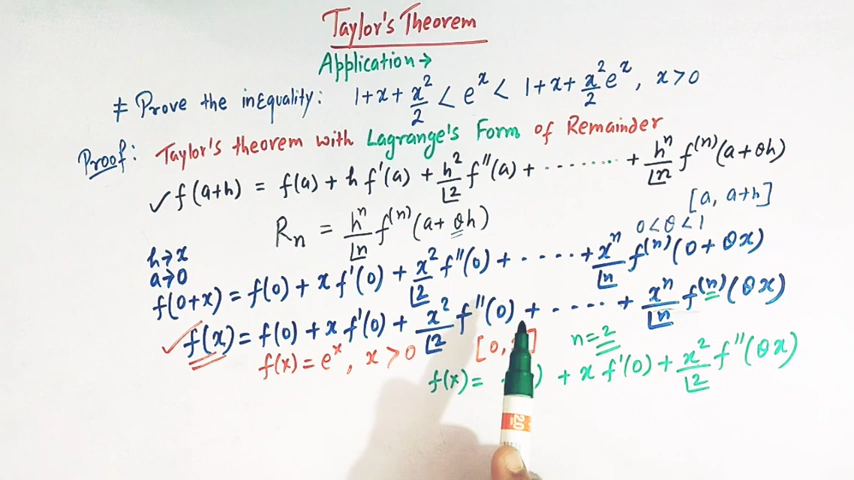 Taylor's Theorem
Application→
# Prove the inEquality: 1+x+x²/2 < eˣ < 1+x+x²/2 eˣ, x>0
Proof: Taylor's theorem with Lagrange's Form of Remainder
✓f(a+h) = f(a) + h f'(a) + h²/⌊2 f''(a) + ........ + hⁿ/⌊n f⁽ⁿ⁾(a+θh)
[a, a+h]
Rₙ = hⁿ/⌊n f⁽ⁿ⁾(a+θh)
0<θ<1
h→x
a→0
f(0+x) = f(0) + x f'(0) + x²/⌊2 f''(0) + ..... + xⁿ/⌊n f⁽ⁿ⁾(0+θx)
✓f(x) = f(0) + x f'(0) + x²/⌊2 f''(0) + ..... + xⁿ/⌊n f⁽ⁿ⁾(θx)
f(x) = eˣ, x>0 [0, ] n=2
f(x) = ) + x f'(0) + x²/⌊2 f''(θx)